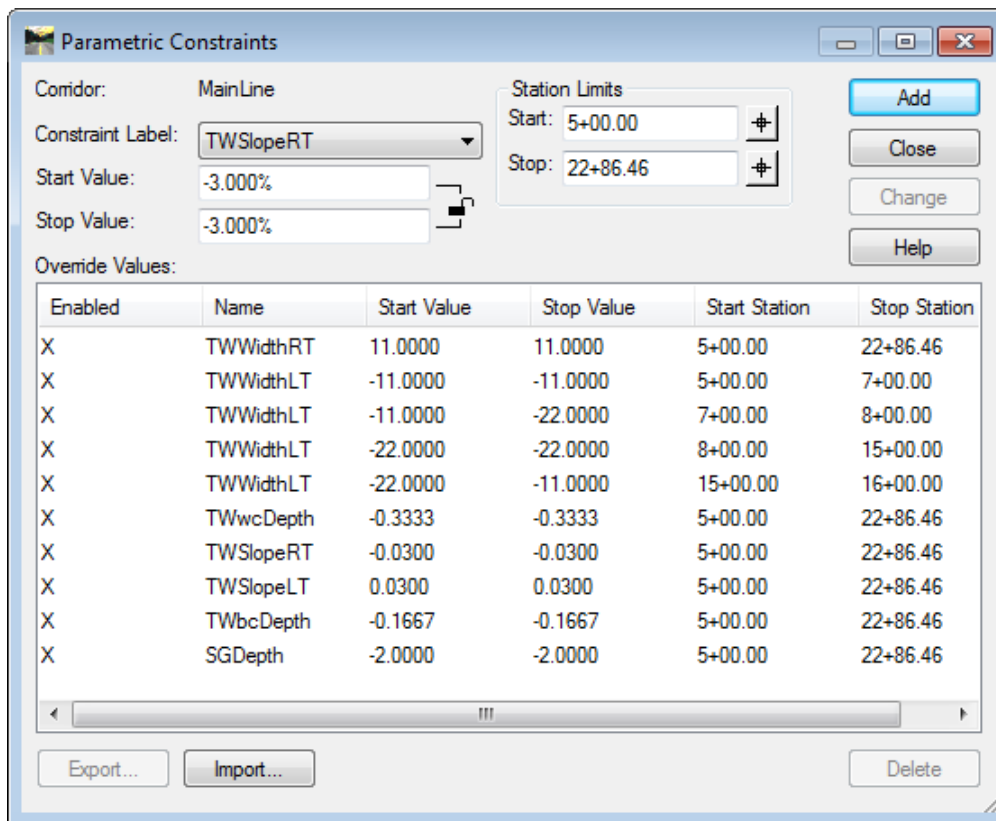 Parametric Constraints
Corridor: MainLine
Constraint Label: TWSlopeRT
Start Value: -3.000%
Stop Value: -3.000%
Station Limits
Start: 5+00.00
Stop: 22+86.46
Add
Close
Change
Help
Override Values:
Enabled Name Start Value Stop Value Start Station Stop Station
X TWWidthRT 11.0000 11.0000 5+00.00 22+86.46
X TWWidthLT -11.0000 -11.0000 5+00.00 7+00.00
X TWWidthLT -11.0000 -22.0000 7+00.00 8+00.00
X TWWidthLT -22.0000 -22.0000 8+00.00 15+00.00
X TWWidthLT -22.0000 -11.0000 15+00.00 16+00.00
X TWwcDepth -0.3333 -0.3333 5+00.00 22+86.46
X TWSlopeRT -0.0300 -0.0300 5+00.00 22+86.46
X TWSlopeLT 0.0300 0.0300 5+00.00 22+86.46
X TWbcDepth -0.1667 -0.1667 5+00.00 22+86.46
X SGDepth -2.0000 -2.0000 5+00.00 22+86.46
Export... Import... Delete